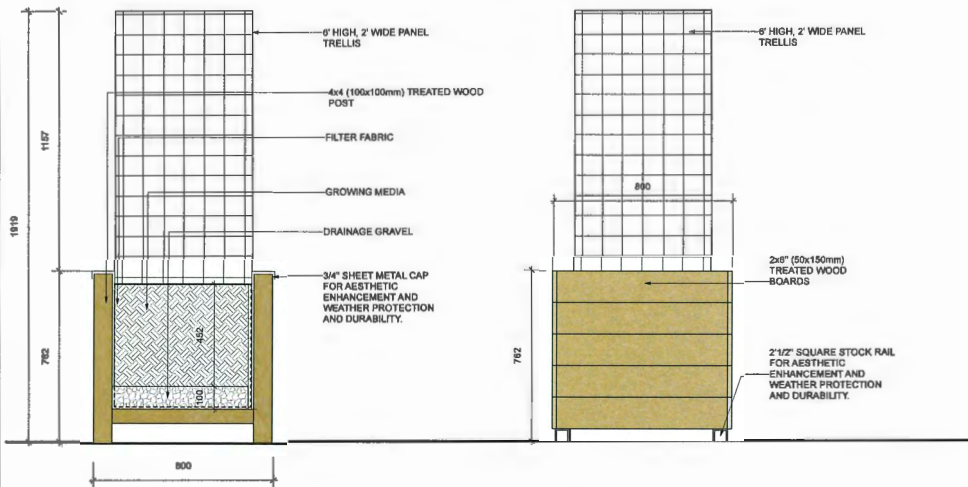 6' HIGH, 2' WIDE PANEL
TRELLIS
4x4 (100x100mm) TREATED WOOD
POST
FILTER FABRIC
GROWING MEDIA
DRAINAGE GRAVEL
3/4" SHEET METAL CAP
FOR AESTHETIC
ENHANCEMENT AND
WEATHER PROTECTION
AND DURABILITY.
1157
1919
762
452
100
800
6' HIGH, 2' WIDE PANEL
TRELLIS
800
2x6" (50x150mm)
TREATED WOOD
BOARDS
762
2'1/2" SQUARE STOCK RAIL
FOR AESTHETIC
ENHANCEMENT AND
WEATHER PROTECTION
AND DURABILITY.